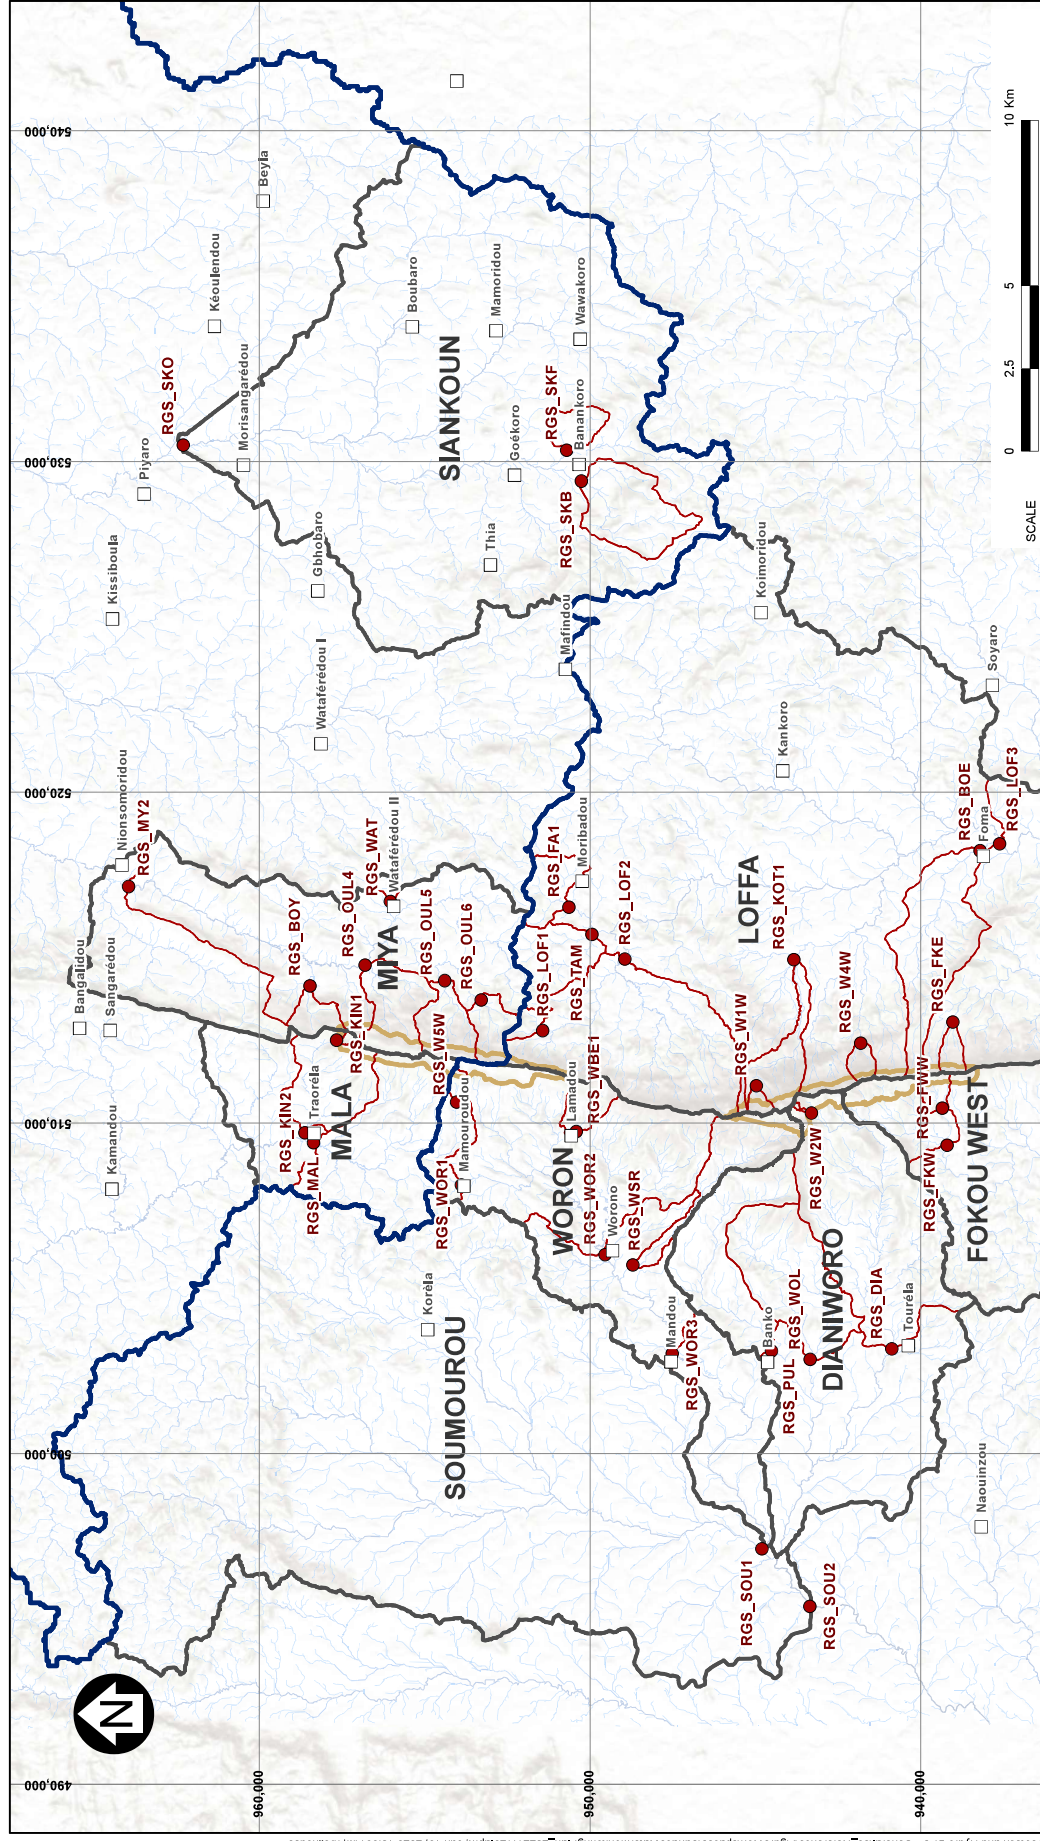 540,000
530,000
520,000
510,000
500,000
490,000
960,000
950,000
940,000
Bangalidou
Sangarédou
Kamandou
Nionsomoridou
RGS_MY2
Kissiboula
Piyaro
RGS_SKO
Kéoulendou
Morisangarédou
Beyla
Gbhobaro
Wataférédou I
RGS_BOY
RGS_OUL4
RGS_WAT
Wataférédou II
MIYA
RGS_OUL5
RGS_OUL6
RGS_KIN1
RGS_KIN2
Traoréla
MALA
RGS_MAL
RGS_W5W
RGS_WOR1
Mamouroudou
Korèla
SOUMOUROU
SIANKOUN
Boubaro
Mamoridou
Goékoro
Thia
Wawakoro
RGS_SKF
Banankoro
RGS_SKB
Mafindou
RGS_FA1
Moribadou
RGS_LOF2
RGS_LOF1
RGS_TAM
Lamadou
RGS_WBE1
WORON
RGS_WOR2
Worono
RGS_WSR
Mandou
RGS_WOR3
Koimoridou
Kankoro
Soyaro
LOFFA
RGS_KOT1
RGS_W1W
RGS_W4W
RGS_W2W
RGS_BOE
Foma
RGS_LOF3
RGS_FKE
RGS_FWW
RGS_FKW
FOKOU WEST
Banko
RGS_WOL
RGS_PUL
DIANIWORO
RGS_DIA
Touréla
Naouinzou
RGS_SOU1
RGS_SOU2
N
0
2.5
5
10 Km
SCALE